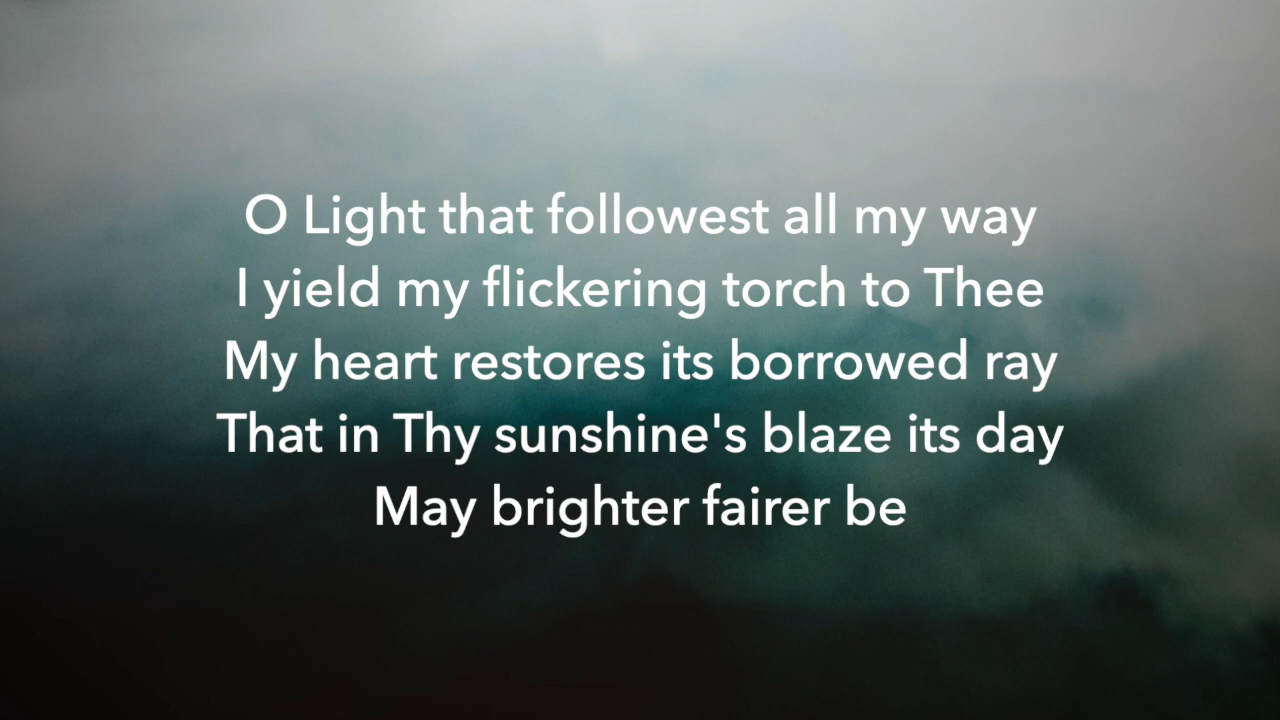 O Light that followest all my way
I yield my flickering torch to Thee
My heart restores its borrowed ray
That in Thy sunshine's blaze its day
May brighter fairer be